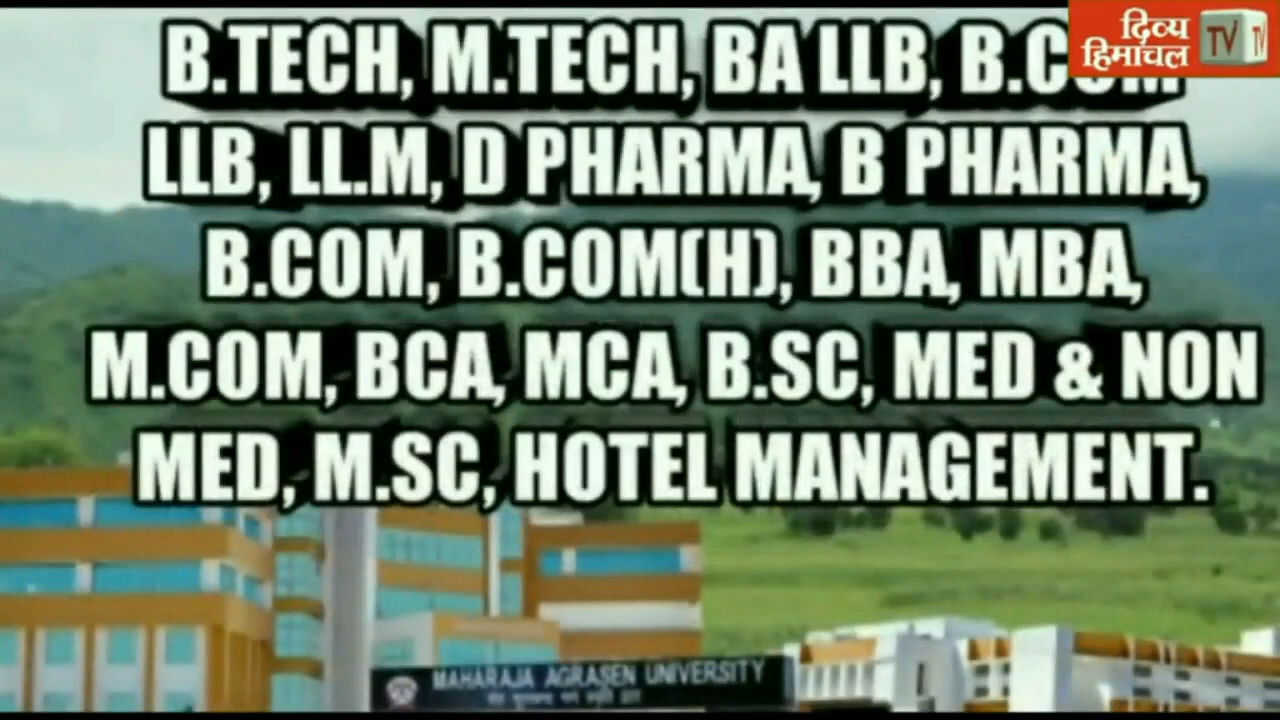 B.TECH, M.TECH, BA LLB, B.COM
LLB, LL.M, D PHARMA, B PHARMA,
B.COM, B.COM(H), BBA, MBA,
M.COM, BCA, MCA, B.SC, MED & NON
MED, M.SC, HOTEL MANAGEMENT.
दिव्य
हिमाचल
TV
TV
MAHARAJA AGRASEN UNIVERSITY